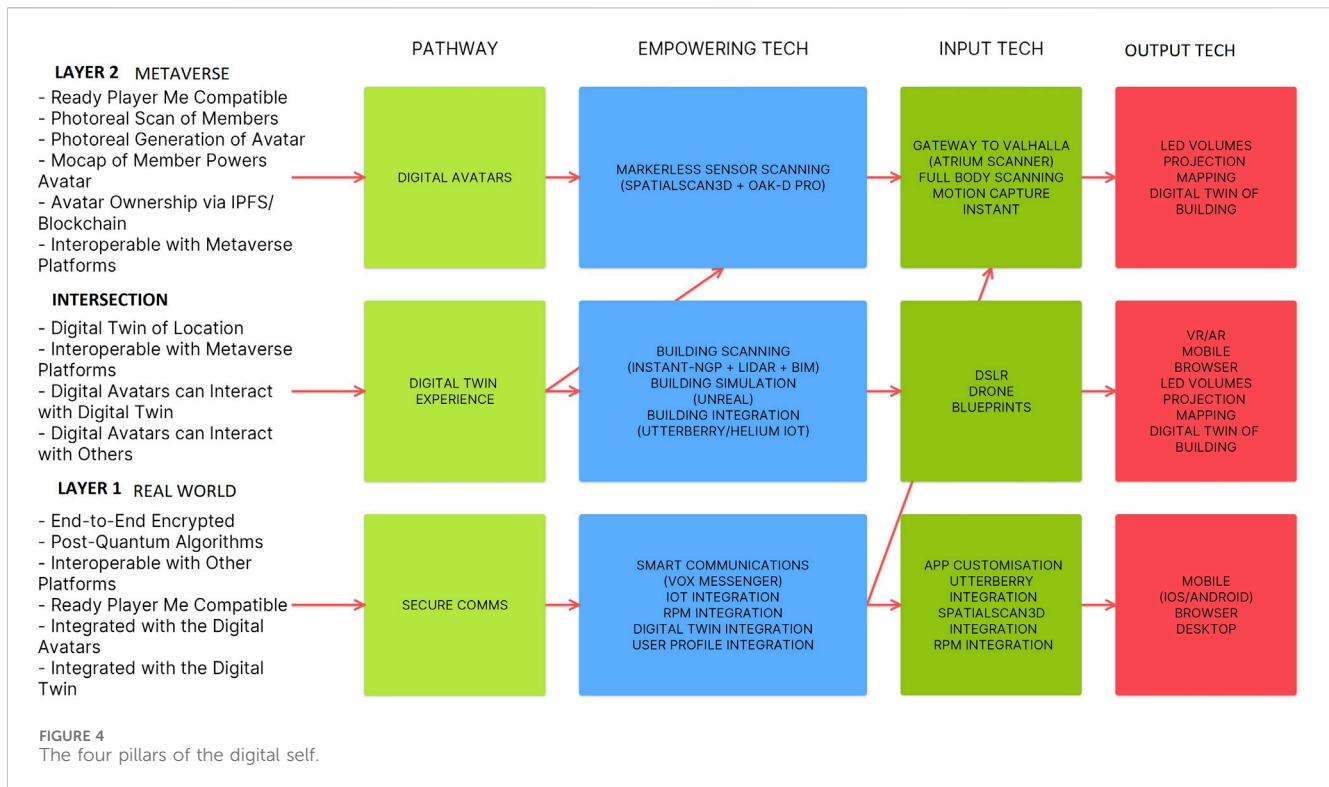 PATHWAY
EMPOWERING TECH
INPUT TECH
OUTPUT TECH
LAYER 2 METAVERSE
- Ready Player Me Compatible
- Photoreal Scan of Members
- Photoreal Generation of Avatar
- Mocap of Member Powers
Avatar
- Avatar Ownership via IPFS/
Blockchain
- Interoperable with Metaverse
Platforms
DIGITAL AVATARS
MARKERLESS SENSOR SCANNING
(SPATIALSCAN3D + OAK-D PRO)
GATEWAY TO VALHALLA
(ATRIUM SCANNER)
FULL BODY SCANNING
MOTION CAPTURE
INSTANT
LED VOLUMES
PROJECTION
MAPPING
DIGITAL TWIN OF
BUILDING
INTERSECTION
- Digital Twin of Location
- Interoperable with Metaverse
Platforms
- Digital Avatars can Interact
with Digital Twin
- Digital Avatars can Interact
with Others
DIGITAL TWIN
EXPERIENCE
BUILDING SCANNING
(INSTANT-NGP + LIDAR + BIM)
BUILDING SIMULATION
(UNREAL)
BUILDING INTEGRATION
(UTTERBERRY/HELIUM IOT)
DSLR
DRONE
BLUEPRINTS
VR/AR
MOBILE
BROWSER
LED VOLUMES
PROJECTION
MAPPING
DIGITAL TWIN OF
BUILDING
LAYER 1 REAL WORLD
- End-to-End Encrypted
- Post-Quantum Algorithms
- Interoperable with Other
Platforms
- Ready Player Me Compatible
- Integrated with the Digital
Avatars
- Integrated with the Digital
Twin
SECURE COMMS
SMART COMMUNICATIONS
(VOX MESSENGER)
IOT INTEGRATION
RPM INTEGRATION
DIGITAL TWIN INTEGRATION
USER PROFILE INTEGRATION
APP CUSTOMISATION
UTTERBERRY
INTEGRATION
SPATIALSCAN3D
INTEGRATION
RPM INTEGRATION
MOBILE
(IOS/ANDROID)
BROWSER
DESKTOP
FIGURE 4
The four pillars of the digital self.